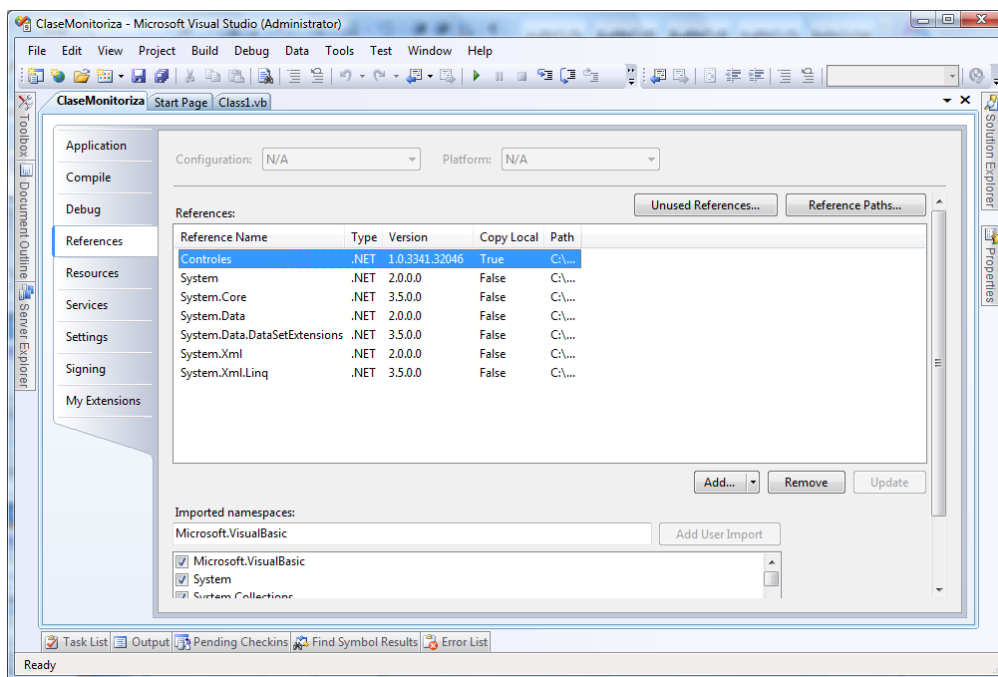 ClaseMonitoriza - Microsoft Visual Studio (Administrator)
File Edit View Project Build Debug Data Tools Test Window Help
ClaseMonitoriza Start Page Class1.vb
Toolbox
Document Outline
Server Explorer
Application
Compile
Debug
References
Resources
Services
Settings
Signing
My Extensions
Configuration: N/A Platform: N/A
Unused References... Reference Paths...
References:
Reference Name Type Version Copy Local Path
Controles .NET 1.0.3341.32046 True C:\...
System .NET 2.0.0.0 False C:\...
System.Core .NET 3.5.0.0 False C:\...
System.Data .NET 2.0.0.0 False C:\...
System.Data.DataSetExtensions .NET 3.5.0.0 False C:\...
System.Xml .NET 2.0.0.0 False C:\...
System.Xml.Linq .NET 3.5.0.0 False C:\...
Add... Remove Update
Imported namespaces:
Microsoft.VisualBasic Add User Import
Microsoft.VisualBasic
System
System.Collections
Solution Explorer
Properties
Task List Output Pending Checkins Find Symbol Results Error List
Ready